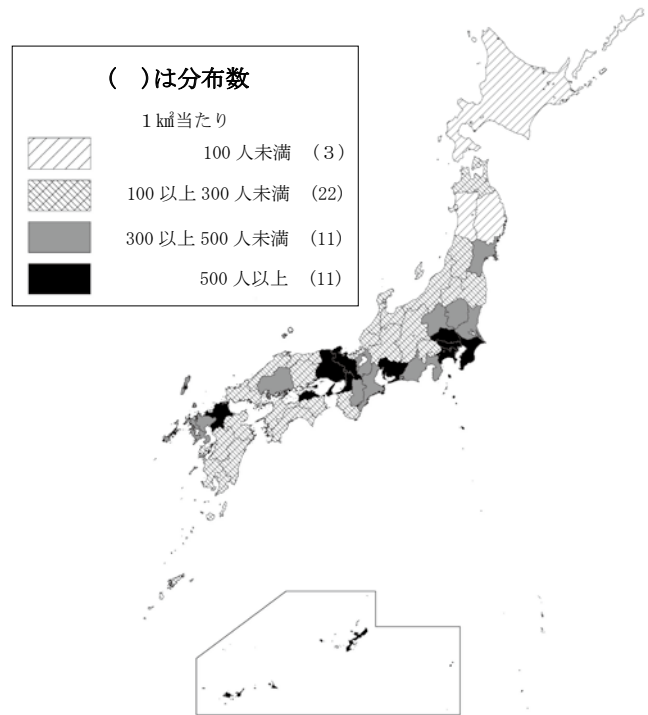 (　)は分布数
１㎢当たり
100 人未満　(３)
100 以上 300 人未満　(22)
300 以上 500 人未満　(11)
500 人以上　(11)